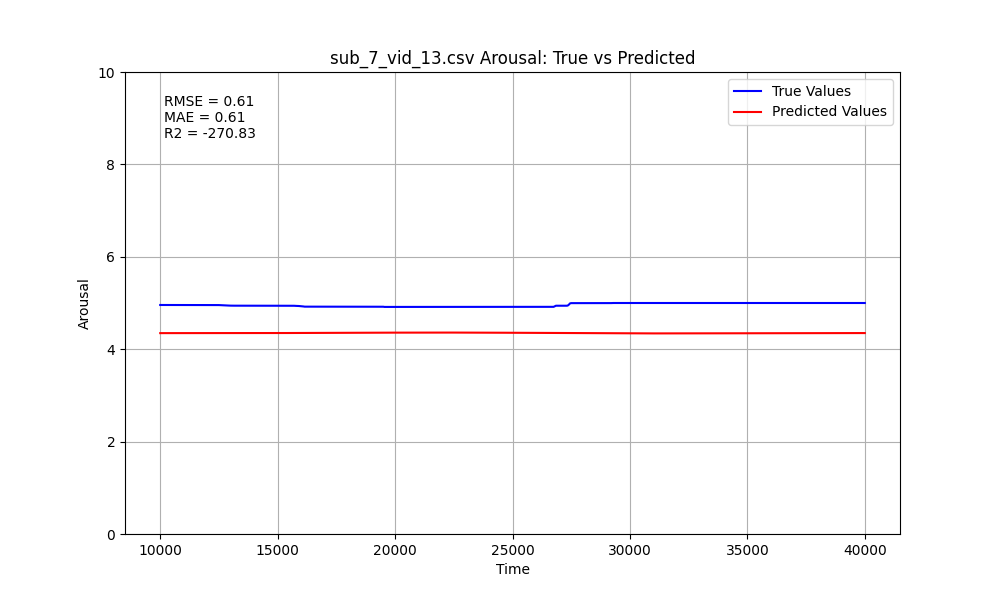 sub_7_vid_13.csv Arousal: True vs Predicted
RMSE = 0.61
MAE = 0.61
R2 = -270.83
True Values
Predicted Values
Arousal
10
8
6
4
2
0
10000 15000 20000 25000 30000 35000 40000
Time